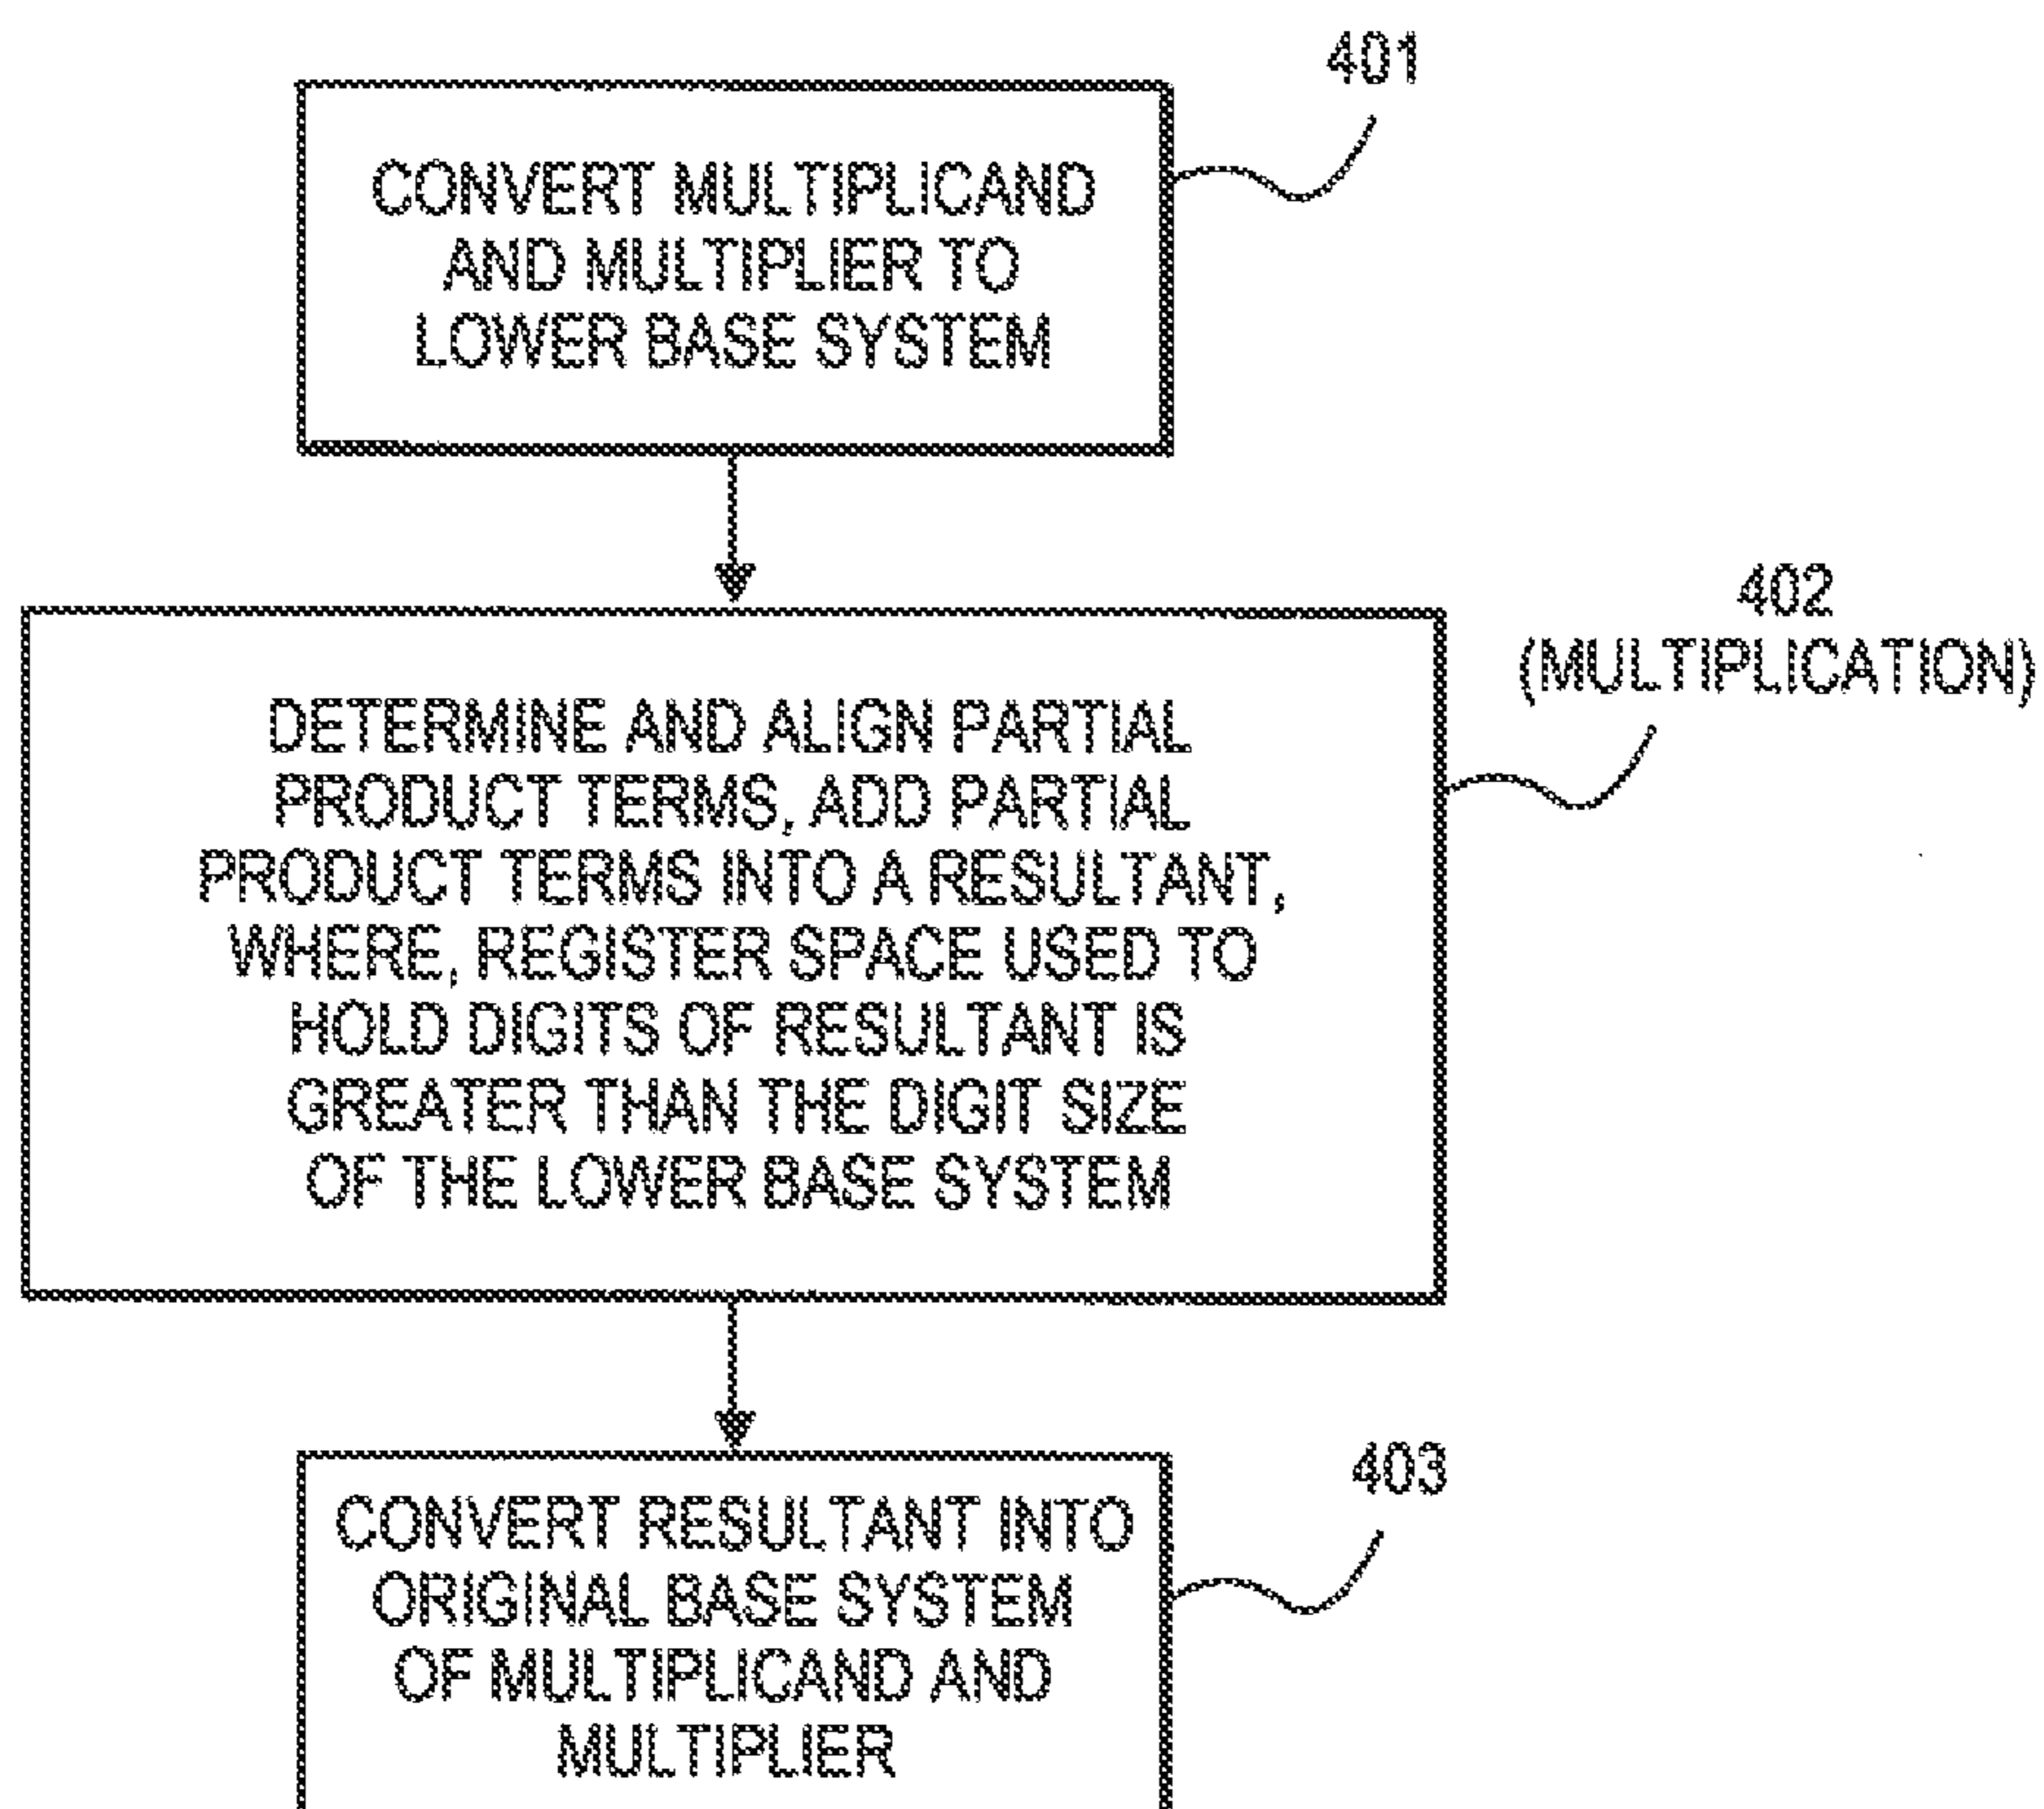 401
CONVERT MULTIPLICAND
AND MULTIPLIER TO
LOWER BASE SYSTEM
402
(MULTIPLICATION)
DETERMINE AND ALIGN PARTIAL
PRODUCT TERMS, ADD PARTIAL
PRODUCT TERMS INTO A RESULTANT,
WHERE, REGISTER SPACE USED TO
HOLD DIGITS OF RESULTANT IS
GREATER THAN THE DIGIT SIZE
OF THE LOWER BASE SYSTEM
403
CONVERT RESULTANT INTO
ORIGINAL BASE SYSTEM
OF MULTIPLICAND AND
MULTIPLIER